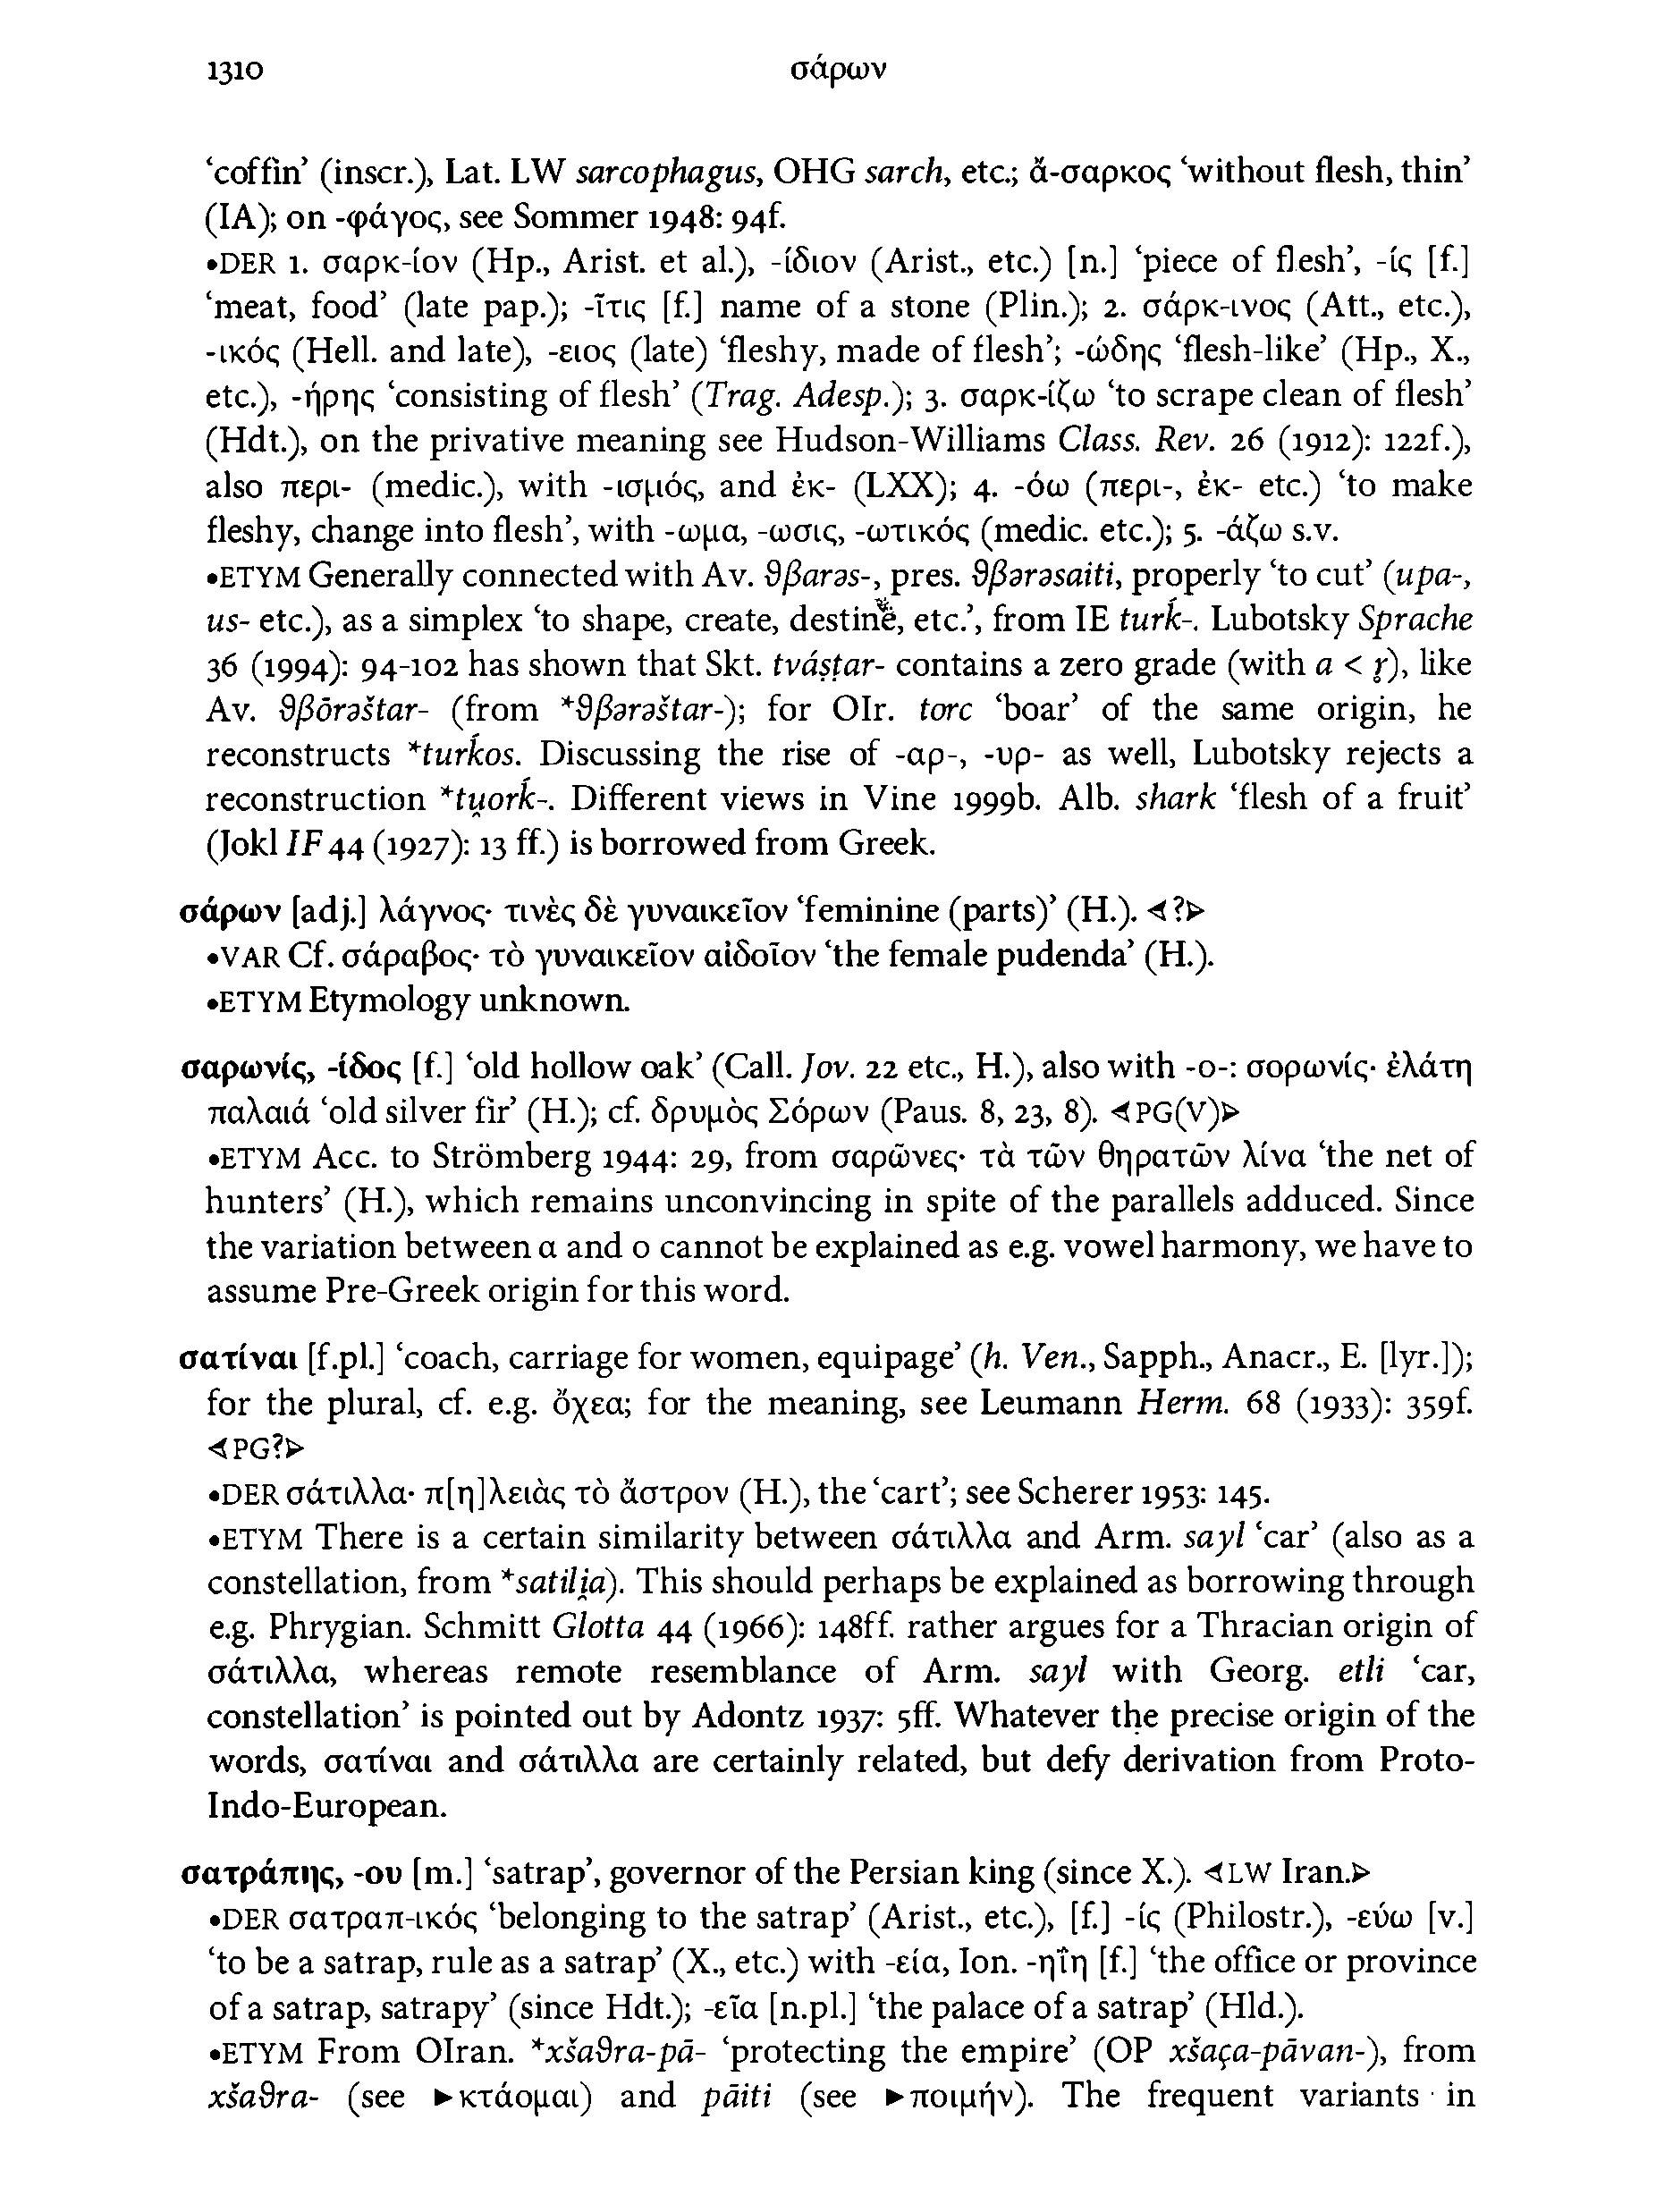 1310 σάρων
‘coffin’ (inscr.), Lat. LW sarcophagus, OHG sarch, etc.; ἄ-σαρκος ‘without flesh, thin’
(IA); on -φάγος, see Sommer 1948: 94f.
•DER 1. σαρκ-ίον (Hp., Arist. et al.), -ίδιον (Arist., etc.) [n.] ‘piece of flesh’, -ίς [f.]
‘meat, food’ (late pap.); -ῖτις [f.] name of a stone (Plin.); 2. σάρκ-ινος (Att., etc.),
-ικός (Hell. and late), -ειος (late) ‘fleshy, made of flesh’; -ώδης ‘flesh-like’ (Hp., X.,
etc.), -ήρης ‘consisting of flesh’ (Trag. Adesp.); 3. σαρκ-ίζω ‘to scrape clean of flesh’
(Hdt.), on the privative meaning see Hudson-Williams Class. Rev. 26 (1912): 122f.),
also περι- (medic.), with -ισμός, and ἐκ- (LXX); 4. -όω (περι-, ἐκ- etc.) ‘to make
fleshy, change into flesh’, with -ωμα, -ωσις, -ωτικός (medic. etc.); 5. -άζω s.v.
•ETYM Generally connected with Av. ϑβarəs-, pres. ϑβərəsaiti, properly ‘to cut’ (upa-,
us- etc.), as a simplex ‘to shape, create, destine, etc.’, from IE turḱ-. Lubotsky Sprache
36 (1994): 94-102 has shown that Skt. tváṣṭar- contains a zero grade (with a < r̥), like
Av. ϑβōrəštar- (from *ϑβərəštar-); for OIr. torc ‘boar’ of the same origin, he
reconstructs *turḱos. Discussing the rise of -αρ-, -υρ- as well, Lubotsky rejects a
reconstruction *tu̯orḱ-. Different views in Vine 1999b. Alb. shark ‘flesh of a fruit’
(Jokl IF 44 (1927): 13 ff.) is borrowed from Greek.
σάρων [adj.] λάγνος· τινὲς δὲ γυναικεῖον ‘feminine (parts)’ (H.). ⊲?⊳
•VAR Cf. σάραβος· τὸ γυναικεῖον αἰδοῖον ‘the female pudenda’ (H.).
•ETYM Etymology unknown.
σαρωνίς, -ίδος [f.] ‘old hollow oak’ (Call. Jov. 22 etc., H.), also with -ο-: σορωνίς· ἐλάτη
παλαιά ‘old silver fir’ (H.); cf. δρυμὸς Σόρων (Paus. 8, 23, 8). ⊲PG(V)⊳
•ETYM Acc. to Strömberg 1944: 29, from σαρῶνες· τὰ τῶν θηρατῶν λίνα ‘the net of
hunters’ (H.), which remains unconvincing in spite of the parallels adduced. Since
the variation between α and ο cannot be explained as e.g. vowel harmony, we have to
assume Pre-Greek origin for this word.
σατίναι [f.pl.] ‘coach, carriage for women, equipage’ (h. Ven., Sapph., Anacr., E. [lyr.]);
for the plural, cf. e.g. ὄχεα; for the meaning, see Leumann Herm. 68 (1933): 359f.
⊲PG?⊳
•DER σάτιλλα· π[η]λειὰς τὸ ἄστρον (H.), the ‘cart’; see Scherer 1953: 145.
•ETYM There is a certain similarity between σάτιλλα and Arm. sayl ‘car’ (also as a
constellation, from *satili̯a). This should perhaps be explained as borrowing through
e.g. Phrygian. Schmitt Glotta 44 (1966): 148ff. rather argues for a Thracian origin of
σάτιλλα, whereas remote resemblance of Arm. sayl with Georg. etli ‘car,
constellation’ is pointed out by Adontz 1937: 5ff. Whatever the precise origin of the
words, σατίναι and σάτιλλα are certainly related, but defy derivation from Proto-
Indo-European.
σατράπης, -ου [m.] ‘satrap’, governor of the Persian king (since X.). ⊲LW Iran.⊳
•DER σατραπ-ικός ‘belonging to the satrap’ (Arist., etc.), [f.] -ίς (Philostr.), -εύω [v.]
‘to be a satrap, rule as a satrap’ (X., etc.) with -εία, Ion. -ηΐη [f.] ‘the office or province
of a satrap, satrapy’ (since Hdt.); -εῖα [n.pl.] ‘the palace of a satrap’ (Hld.).
•ETYM From OIran. *xšaϑra-pā- ‘protecting the empire’ (OP xšaça-pāvan-), from
xšaϑra- (see ►κτάομαι) and pāiti (see ►ποιμήν). The frequent variants in